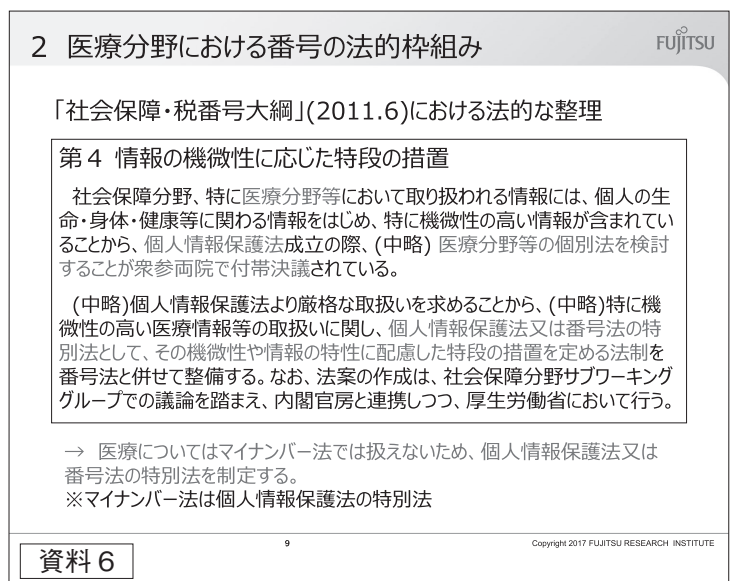 2 医療分野における番号の法的枠組み
FUJITSU
「社会保障・税番号大綱」(2011.6)における法的な整理
第4 情報の機微性に応じた特段の措置
社会保障分野、特に医療分野等において取り扱われる情報には、個人の生
命・身体・健康等に関わる情報をはじめ、特に機微性の高い情報が含まれてい
ることから、個人情報保護法成立の際、(中略) 医療分野等の個別法を検討
することが衆参両院で付帯決議されている。
(中略)個人情報保護法より厳格な取扱いを求めることから、(中略)特に機
微性の高い医療情報等の取扱いに関し、個人情報保護法又は番号法の特
別法として、その機微性や情報の特性に配慮した特段の措置を定める法制を
番号法と併せて整備する。なお、法案の作成は、社会保障分野サブワーキング
グループでの議論を踏まえ、内閣官房と連携しつつ、厚生労働省において行う。
→ 医療についてはマイナンバー法では扱えないため、個人情報保護法又は
番号法の特別法を制定する。
※マイナンバー法は個人情報保護法の特別法
9
Copyright 2017 FUJITSU RESEARCH INSTITUTE
資料6